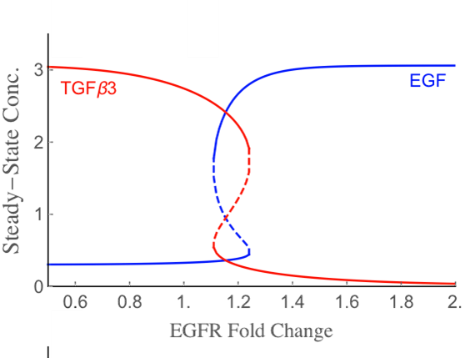 Steady-State Conc.
3
2
1
0
TGFβ3
EGF
0.6 0.8 1. 1.2 1.4 1.6 1.8 2.
EGFR Fold Change